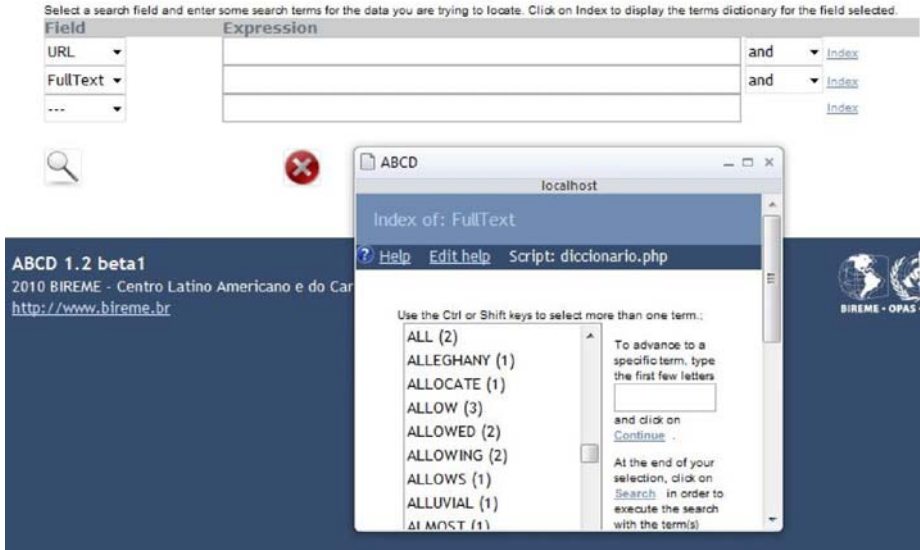 Select a search field and enter some search terms for the data you are trying to locate. Click on Index to display the terms dictionary for the field selected.
Field Expression
URL and Index
FullText and Index
--- Index
ABCD
localhost
Index of: FullText
Help Edit help Script: diccionario.php
Use the Ctrl or Shift keys to select more than one term.;
ALL (2)
ALLEGHANY (1)
ALLOCATE (1)
ALLOW (3)
ALLOWED (2)
ALLOWING (2)
ALLOWS (1)
ALLUVIAL (1)
ALMOST (1)
To advance to a
specific term, type
the first few letters
and click on
Continue .
At the end of your
selection, click on
Search in order to
execute the search
with the term(s)
ABCD 1.2 beta1
2010 BIREME - Centro Latino Americano e do Car
http://www.bireme.br
BIREME - OPAS -